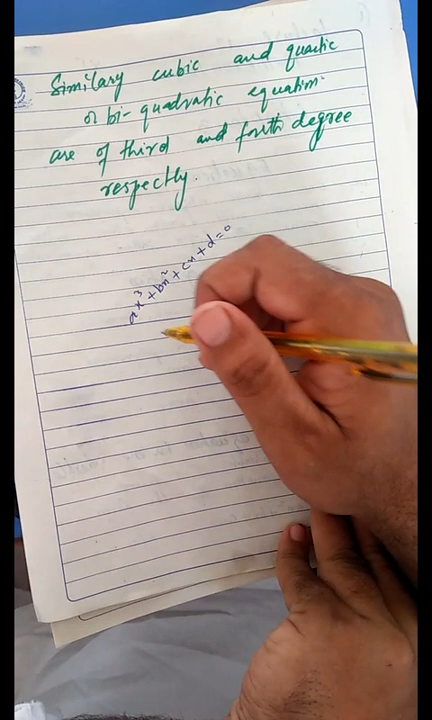 Similary cubic and quartic
or bi-quadratic equation
are of third and forth degree
respectly.
ax³+bx²+cx+d=0